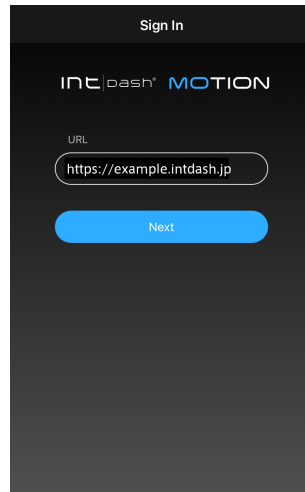 Sign In
intdash® MOTION
URL
https://example.intdash.jp
Next